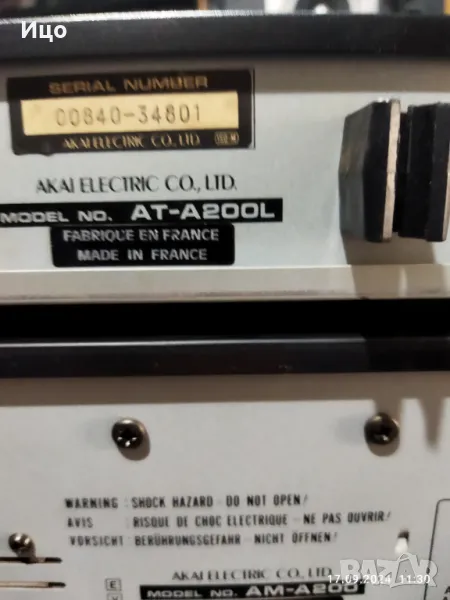 Ицо
SERIAL NUMBER
00840-34801
AKAI ELECTRIC CO., LTD.
AKAI ELECTRIC CO., LTD.
MODEL NO. AT-A200L
FABRIQUE EN FRANCE
MADE IN FRANCE
WARNING : SHOCK HAZARD - DO NOT OPEN!
AVIS : RISQUE DE CHOC ELECTRIQUE - NE PAS OUVRIR!
VORSICHT : BERÜHRUNGSGEFAHR - NICHT ÖFFNEN!
AKAI ELECTRIC CO., LTD.
MODEL NO. AM-A200
BAZAR
17.09.2024 11:30